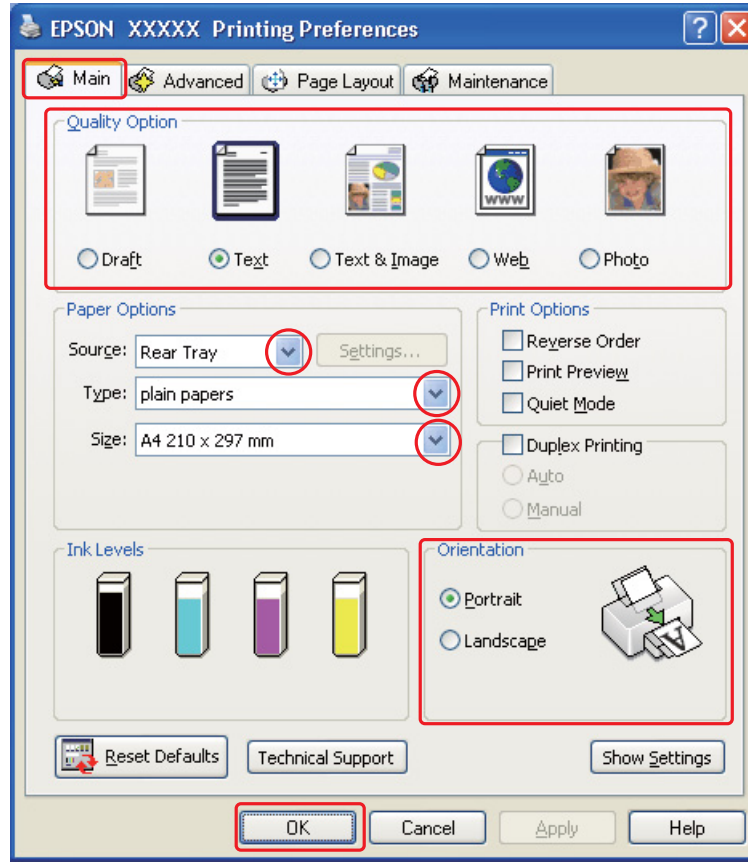 EPSON XXXXX Printing Preferences
Main Advanced Page Layout Maintenance
Quality Option
WWW
Draft Text Text & Image Web Photo
Paper Options
Source: Rear Tray Settings...
Type: plain papers
Size: A4 210 x 297 mm
Print Options
Reverse Order
Print Preview
Quiet Mode
Duplex Printing
Auto
Manual
Ink Levels
Orientation
Portrait
Landscape
A
Reset Defaults Technical Support Show Settings
OK Cancel Apply Help